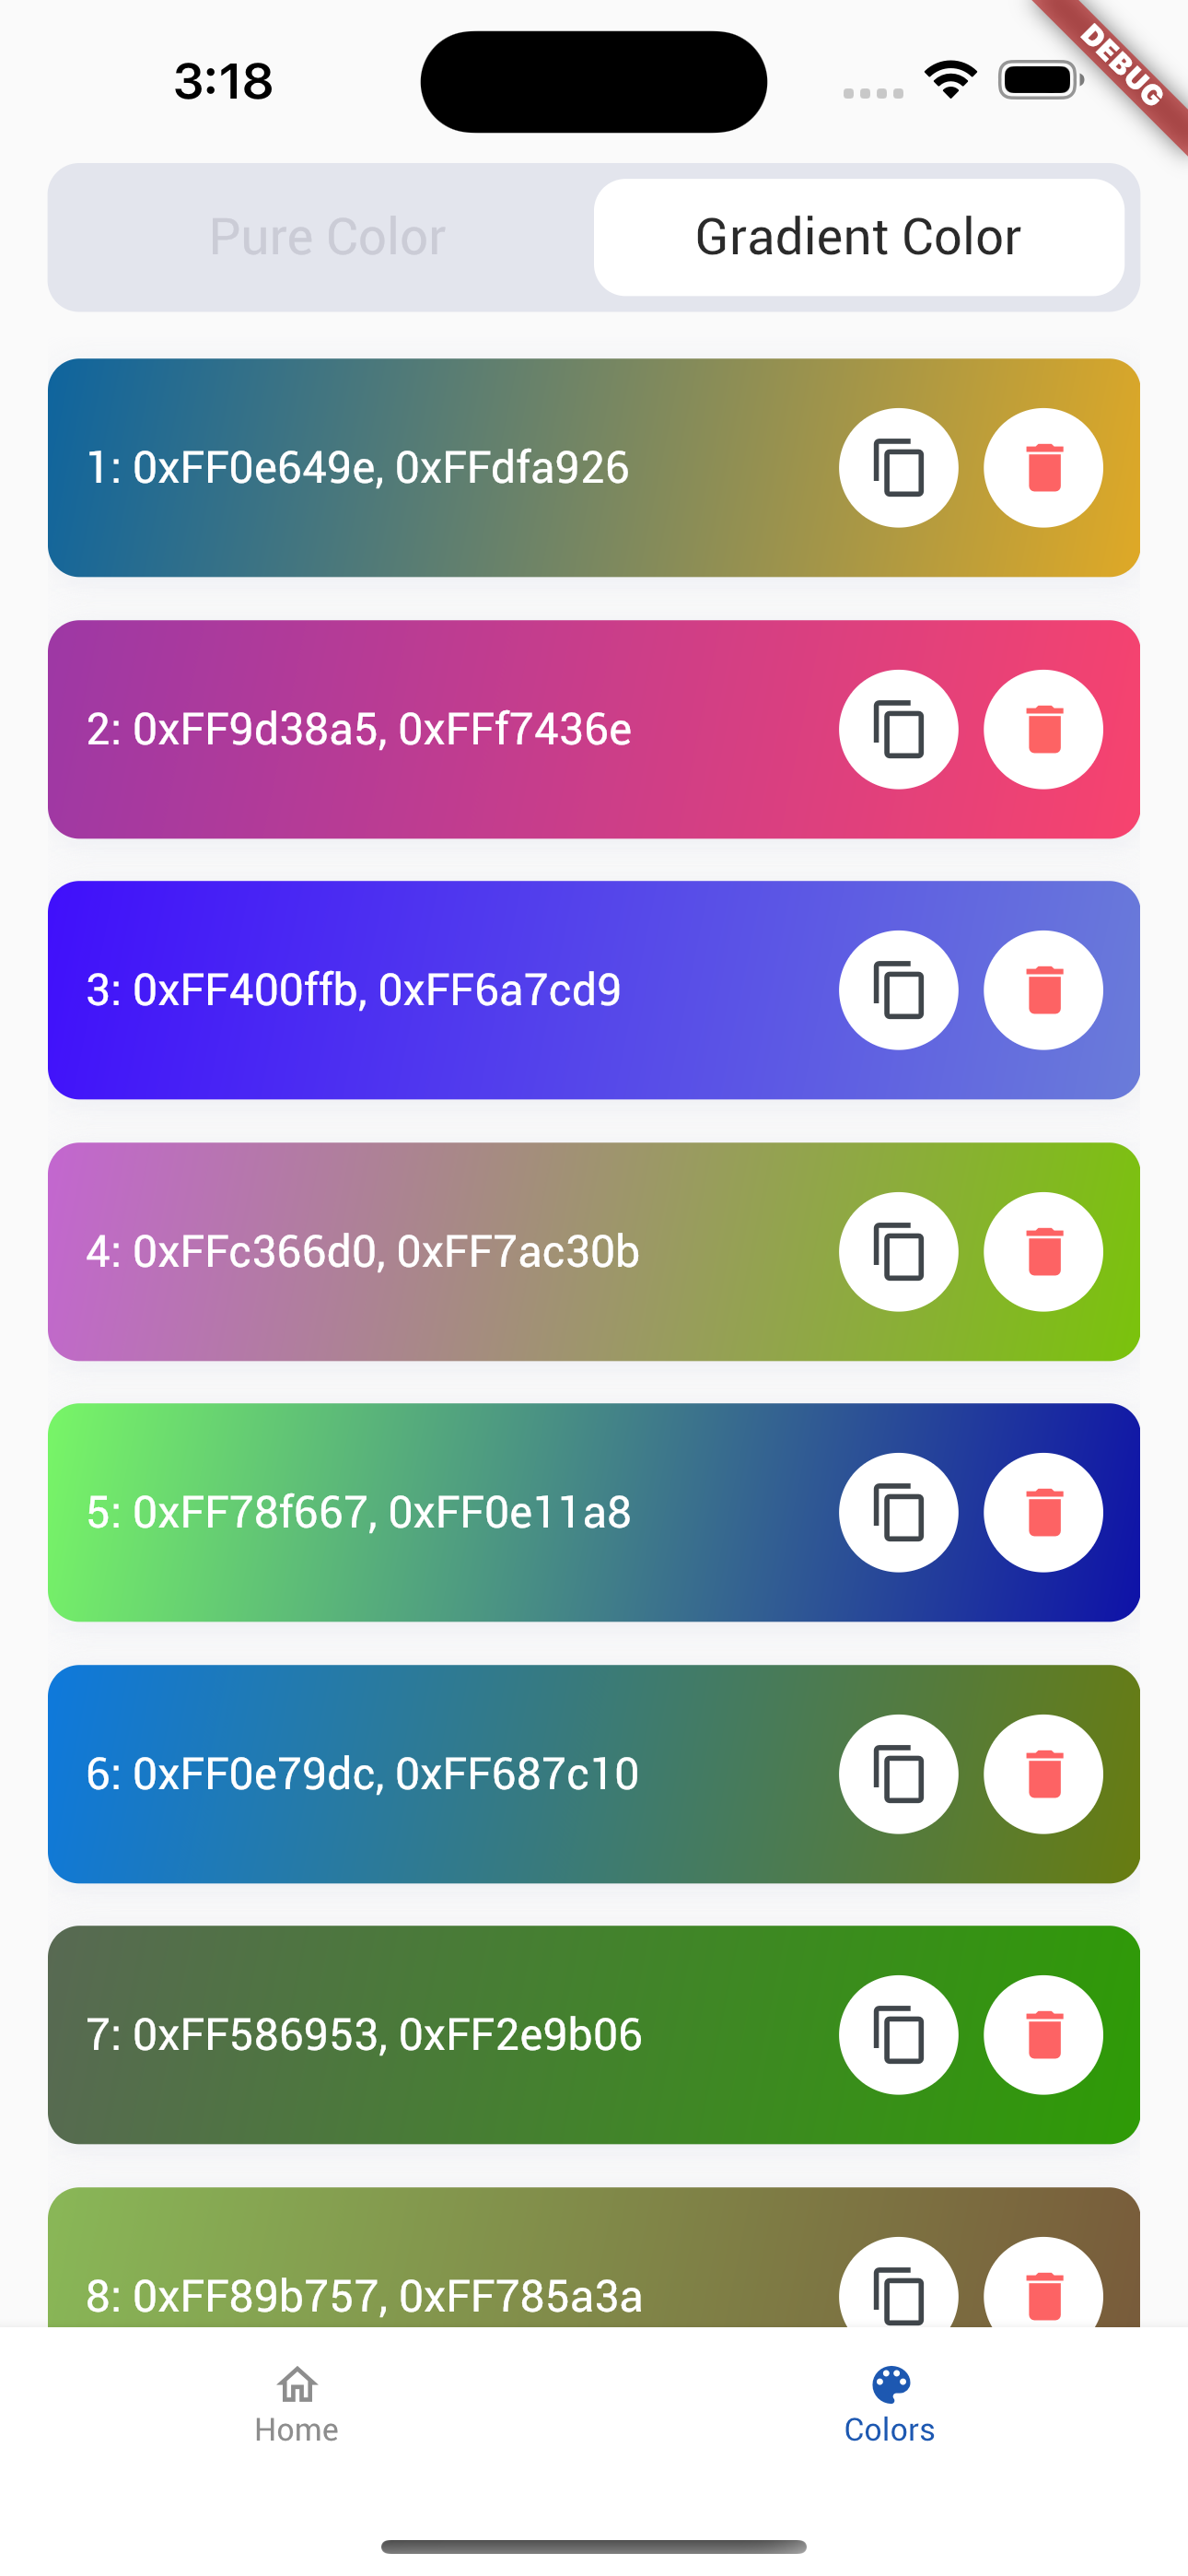 3:18
DEBUG
Pure Color
Gradient Color
1: 0xFF0e649e, 0xFFdfa926
2: 0xFF9d38a5, 0xFFf7436e
3: 0xFF400ffb, 0xFF6a7cd9
4: 0xFFc366d0, 0xFF7ac30b
5: 0xFF78f667, 0xFF0e11a8
6: 0xFF0e79dc, 0xFF687c10
7: 0xFF586953, 0xFF2e9b06
8: 0xFF89b757, 0xFF785a3a
Home
Colors